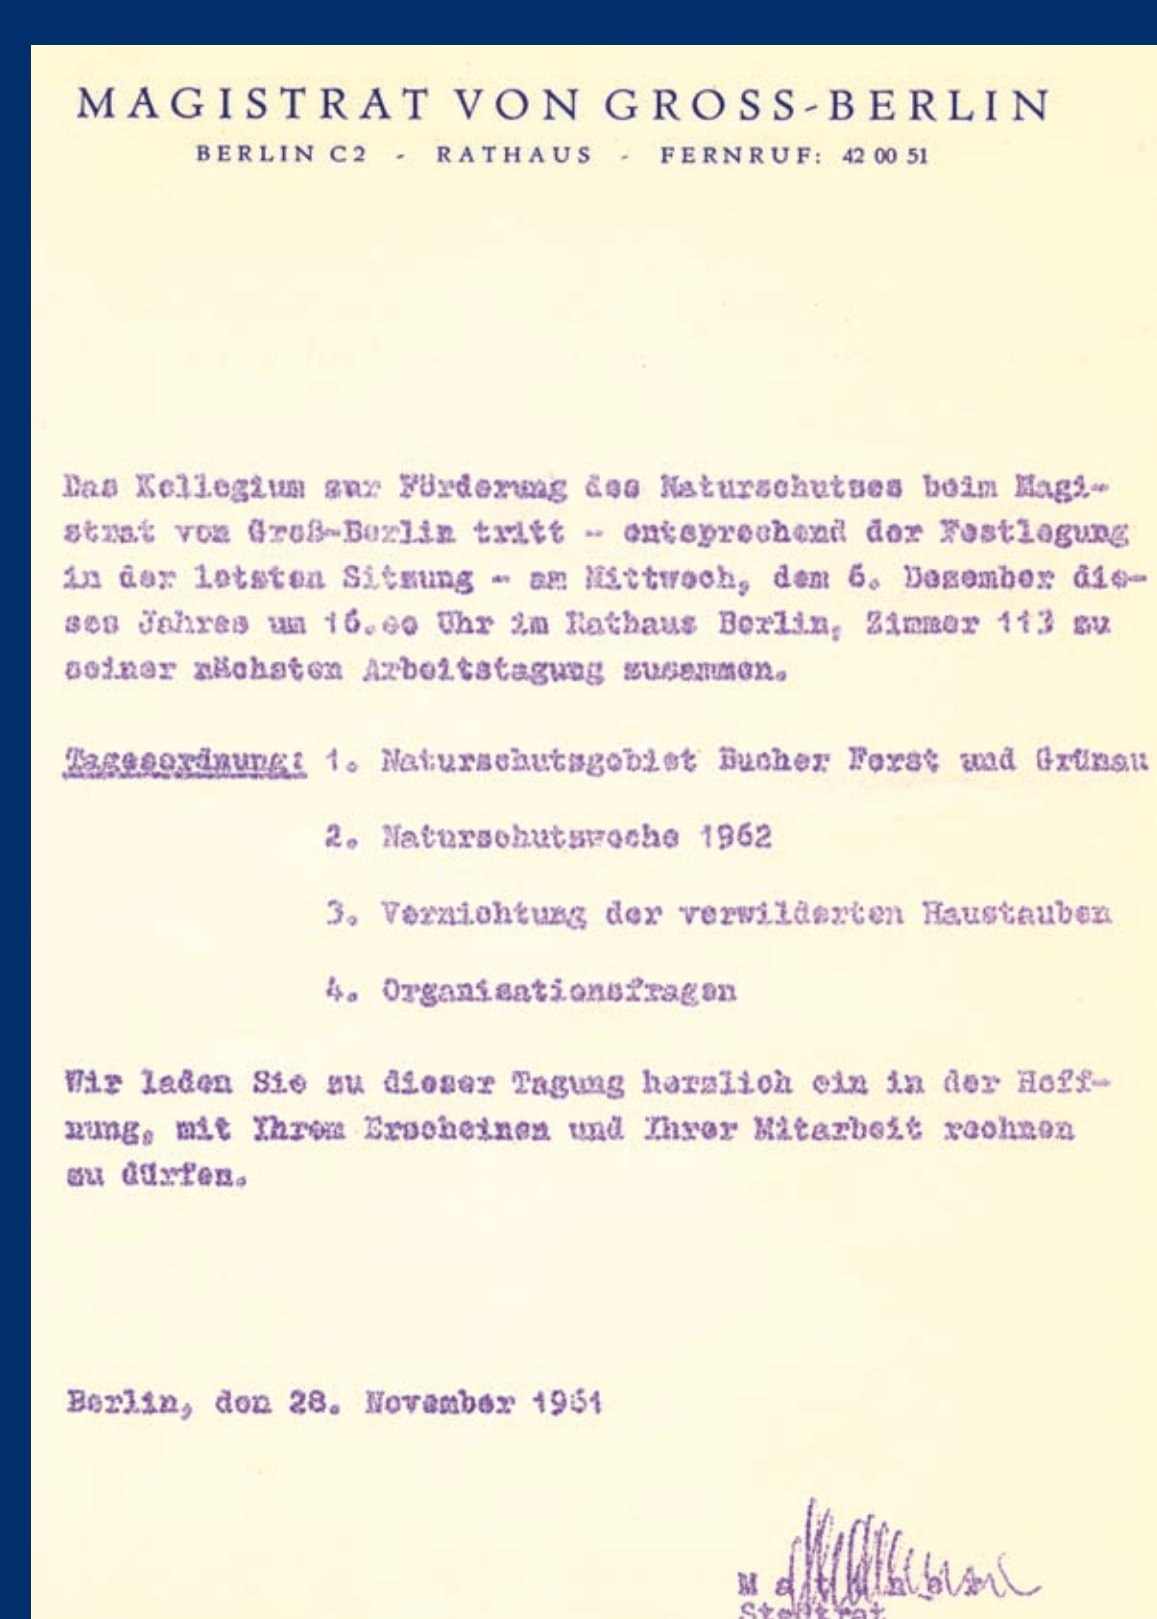 MAGISTRAT VON GROSS-BERLIN
BERLIN C2 - RATHAUS - FERNRUF: 42 00 51
Das Kollegium zur Förderung des Naturschutzes beim Magi-
strat von Groß-Berlin tritt - entsprechend der Festlegung
in der letzten Sitzung - am Mittwoch, dem 6. Dezember die-
ses Jahres um 16.00 Uhr im Rathaus Berlin, Zimmer 113 zu
seiner nächsten Arbeitstagung zusammen.
Tagesordnung: 1. Naturschutzgebiet Bucher Forst und Grünau
2. Naturschutzwoche 1962
3. Vernichtung der verwilderten Haustauben
4. Organisationsfragen
Wir laden Sie zu dieser Tagung herzlich ein in der Hoff-
nung, mit Ihrem Erscheinen und Ihrer Mitarbeit rechnen
zu dürfen.
Berlin, den 28. November 1961
Stadtrat